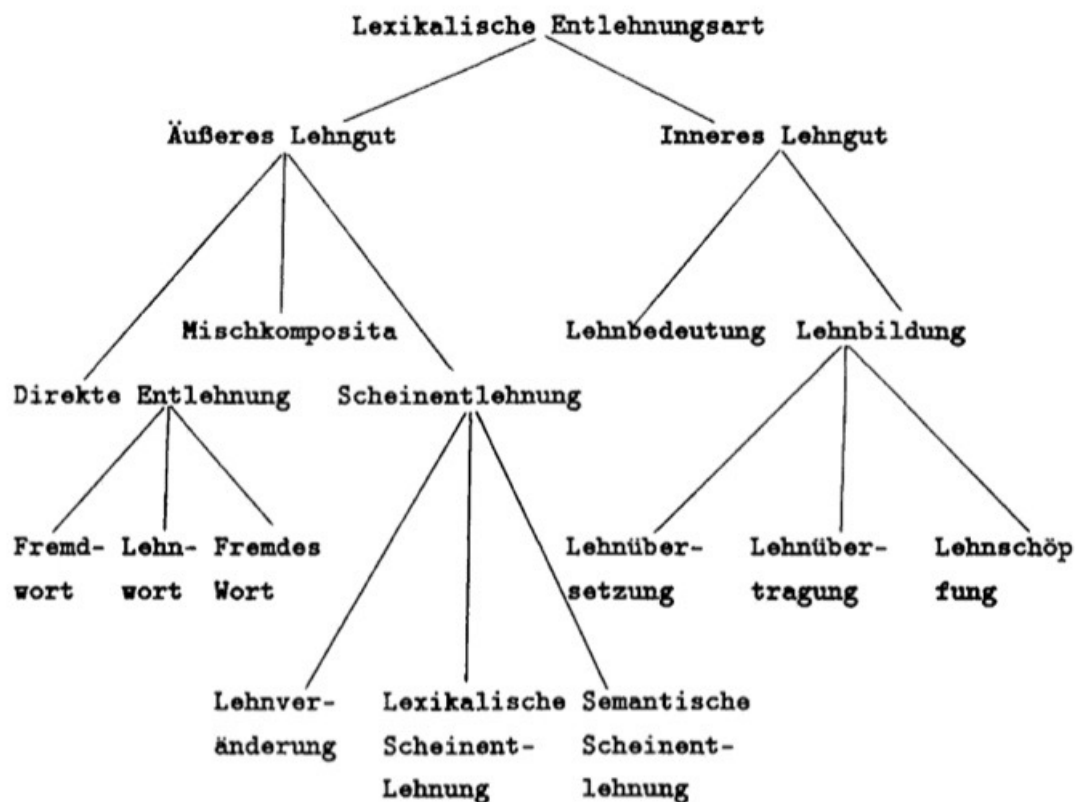 Lexikalische Entlehnungsart
Äußeres Lehngut
Inneres Lehngut
Mischkomposita
Lehnbedeutung
Lehnbildung
Direkte Entlehnung
Scheinentlehnung
Fremd-
wort
Lehn-
wort
Fremdes
Wort
Lehnüber-
setzung
Lehnüber-
tragung
Lehnschöp
fung
Lehnver-
änderung
Lexikalische
Scheinent-
Lehnung
Semantische
Scheinent-
lehnung